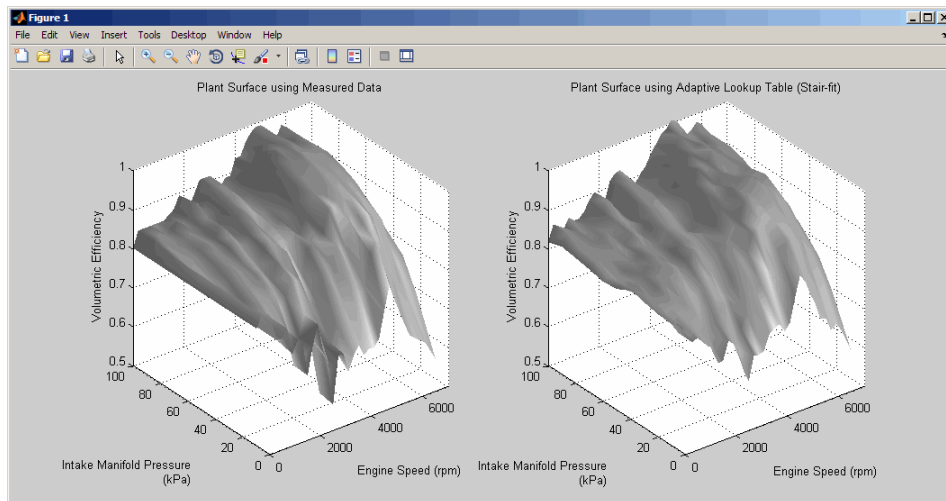 Figure 1
File Edit View Insert Tools Desktop Window Help
Plant Surface using Measured Data
1
0.9
0.8
0.7
0.6
0.5
Volumetric Efficiency
100
80
60
40
20
0
Intake Manifold Pressure
(kPa)
0
2000
4000
6000
Engine Speed (rpm)
Plant Surface using Adaptive Lookup Table (Stair-fit)
1
0.9
0.8
0.7
0.6
0.5
Volumetric Efficiency
100
80
60
40
20
0
Intake Manifold Pressure
(kPa)
0
2000
4000
6000
Engine Speed (rpm)